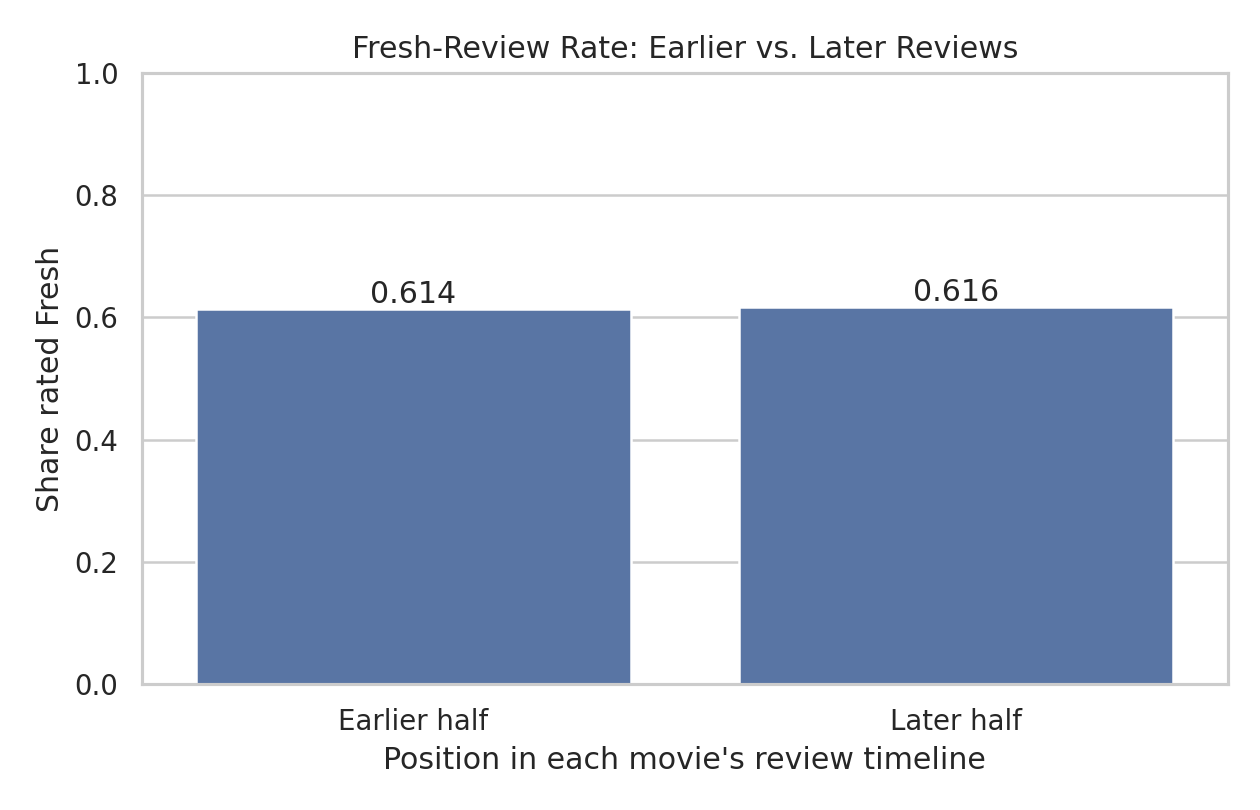 Fresh-Review Rate: Earlier vs. Later Reviews
1.0
0.8
0.6
0.4
0.2
0.0
Share rated Fresh
0.614
0.616
Earlier half
Later half
Position in each movie's review timeline